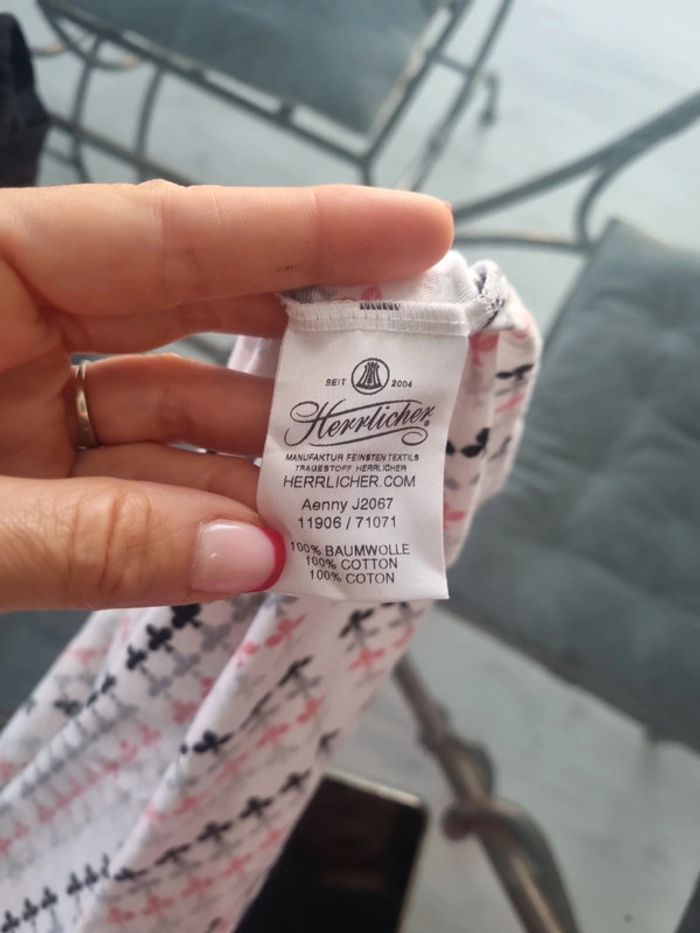 SEIT 2004
Herrlicher®
MANUFAKTUR FEINSTEN TEXTILS
TRAGESTOFF HERRLICHER
HERRLICHER.COM
Aenny J2067
11906 / 71071
100% BAUMWOLLE
100% COTTON
100% COTON